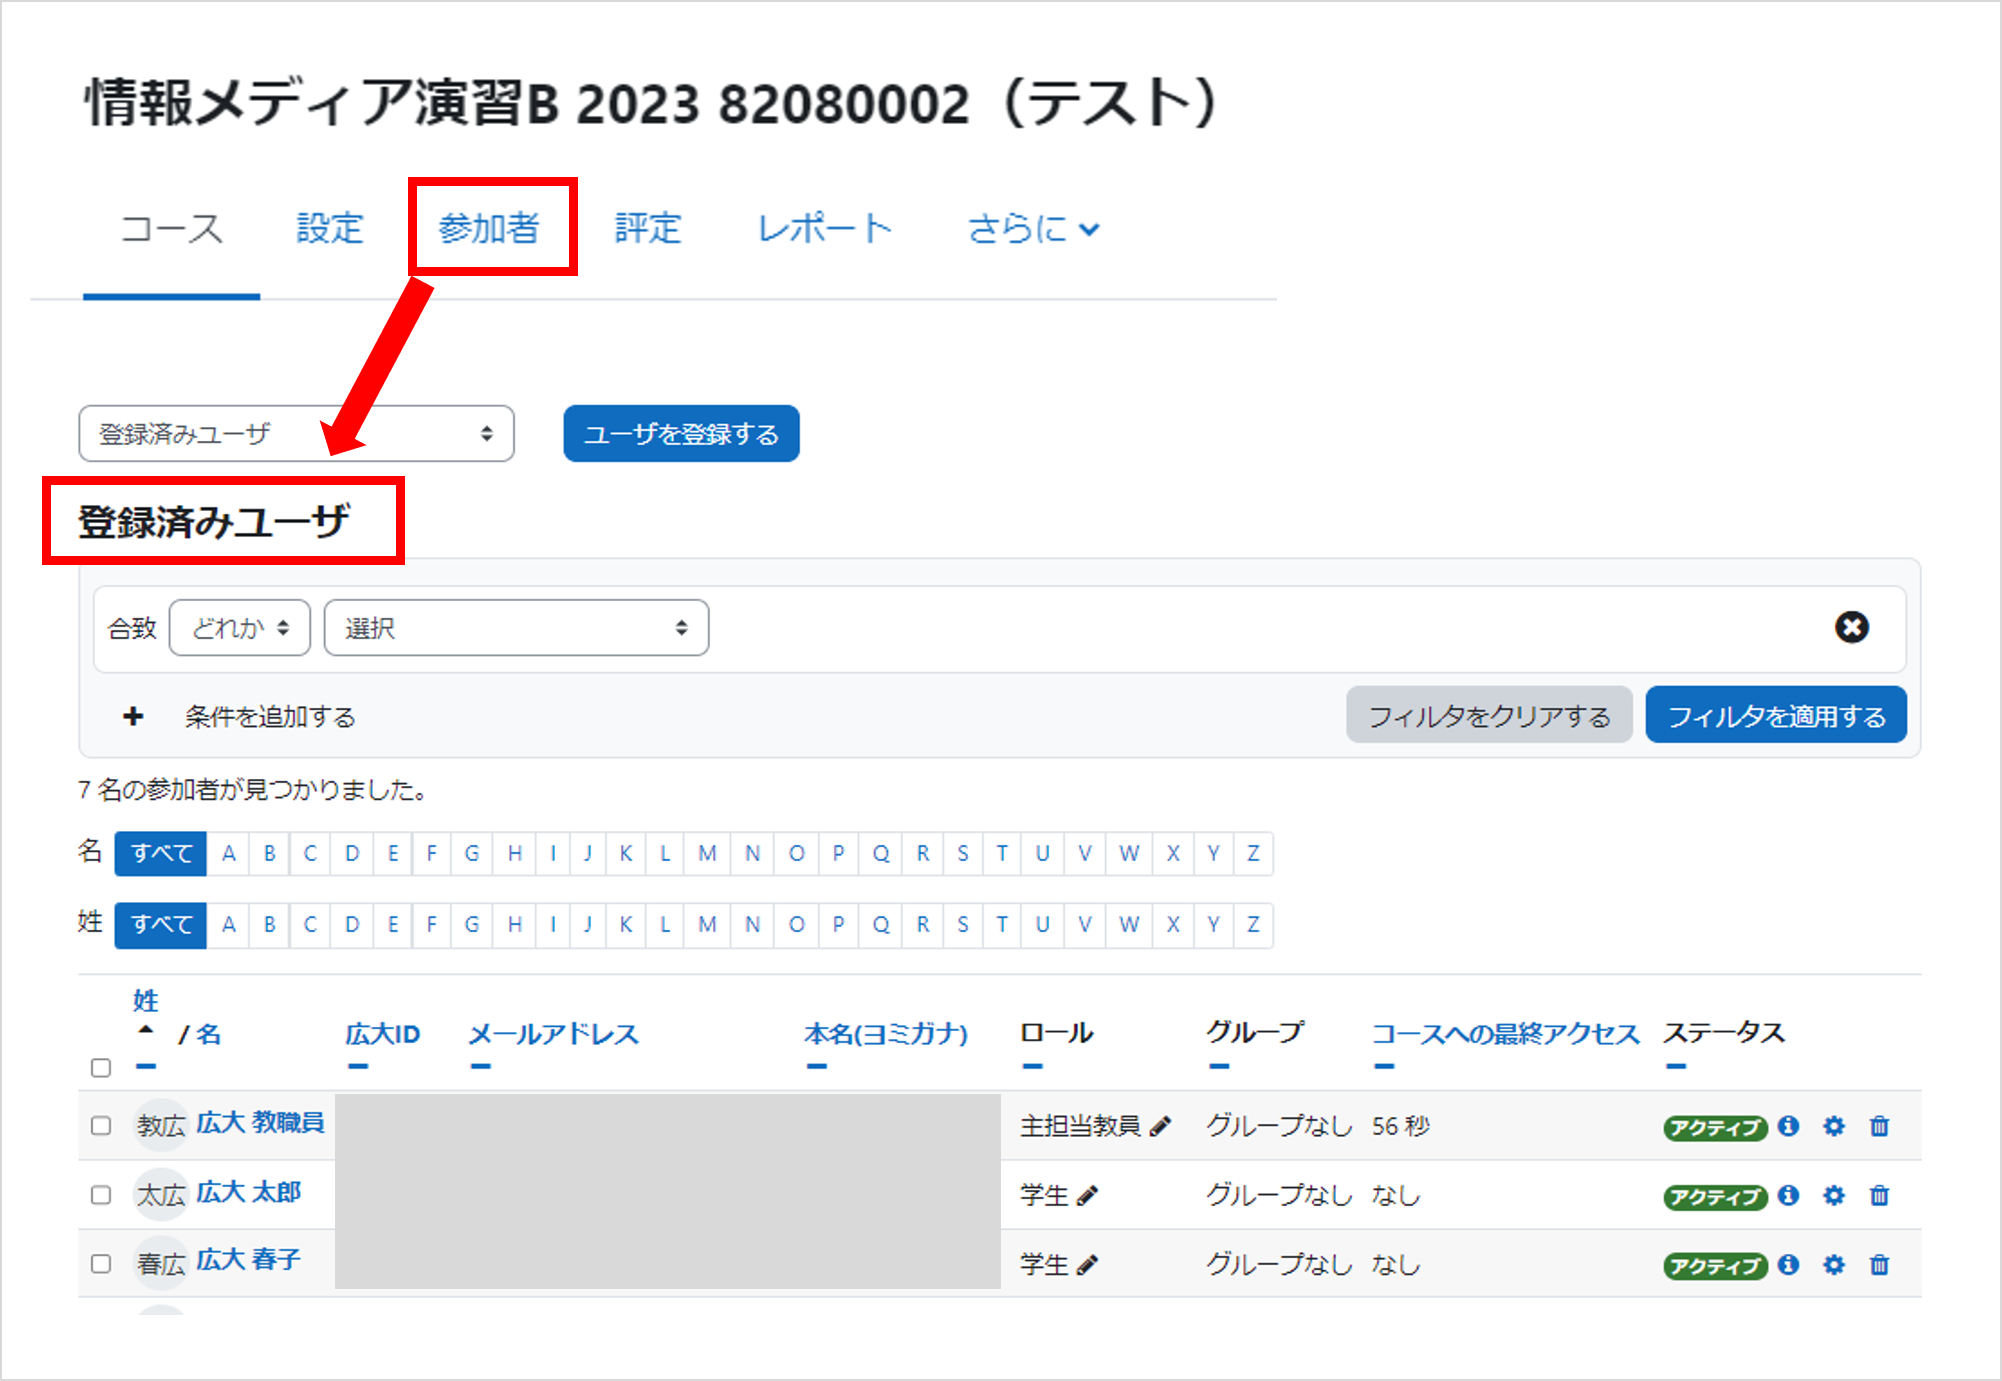 情報メディア演習B 2023 82080002（テスト）
コース 設定 参加者 評定 レポート さらに
登録済みユーザ ユーザを登録する
登録済みユーザ
合致 どれか 選択
条件を追加する フィルタをクリアする フィルタを適用する
7 名の参加者が見つかりました。
名 すべて A B C D E F G H I J K L M N O P Q R S T U V W X Y Z
姓 すべて A B C D E F G H I J K L M N O P Q R S T U V W X Y Z
姓 / 名 広大ID メールアドレス 本名(ヨミガナ) ロール グループ コースへの最終アクセス ステータス
教広 広大 教職員 主担当教員 グループなし 56 秒 アクティブ
太広 広大 太郎 学生 グループなし なし アクティブ
春広 広大 春子 学生 グループなし なし アクティブ